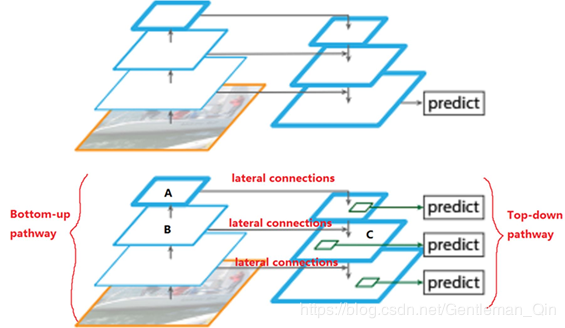 predict
A
lateral connections
predict
Bottom-up
pathway
B
lateral connections
C
predict
Top-down
pathway
lateral connections
predict
https://blog.csdn.net/Gentleman_Qin